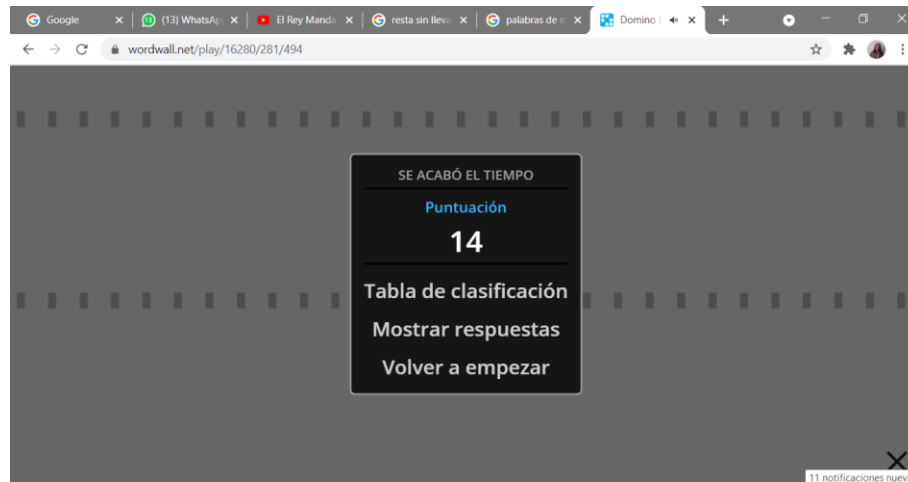 Google
(13) WhatsAp
El Rey Manda
resta sin lleva
palabras de
Domino
wordwall.net/play/16280/281/494
SE ACABÓ EL TIEMPO
Puntuación
14
Tabla de clasificación
Mostrar respuestas
Volver a empezar
11 notificaciones nuev